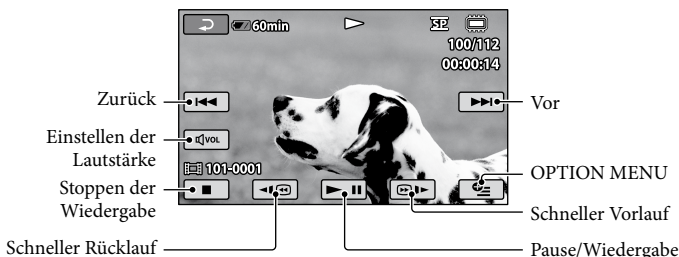 60min
SP
100/112
00:00:14
Zurück
Vor
Einstellen der
Lautstärke
VOL
101-0001
Stoppen der
Wiedergabe
OPTION MENU
Schneller Vorlauf
Schneller Rücklauf
Pause/Wiedergabe